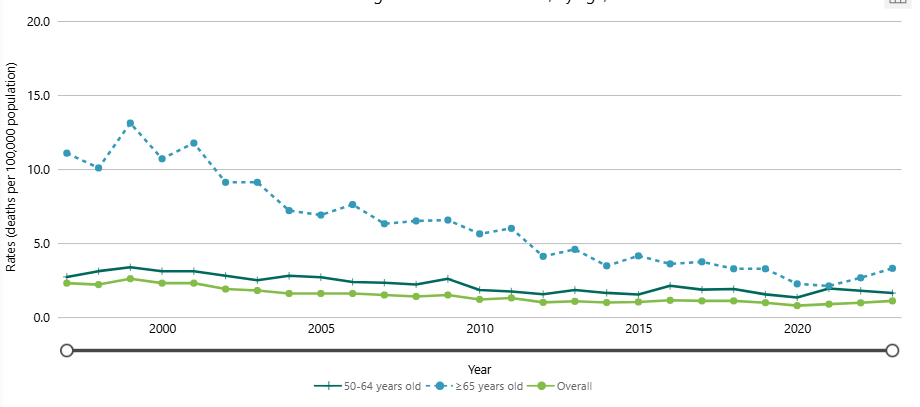 20.0
15.0
10.0
5.0
0.0
Rates (deaths per 100,000 population)
2000 2005 2010 2015 2020
Year
50-64 years old ≥65 years old Overall